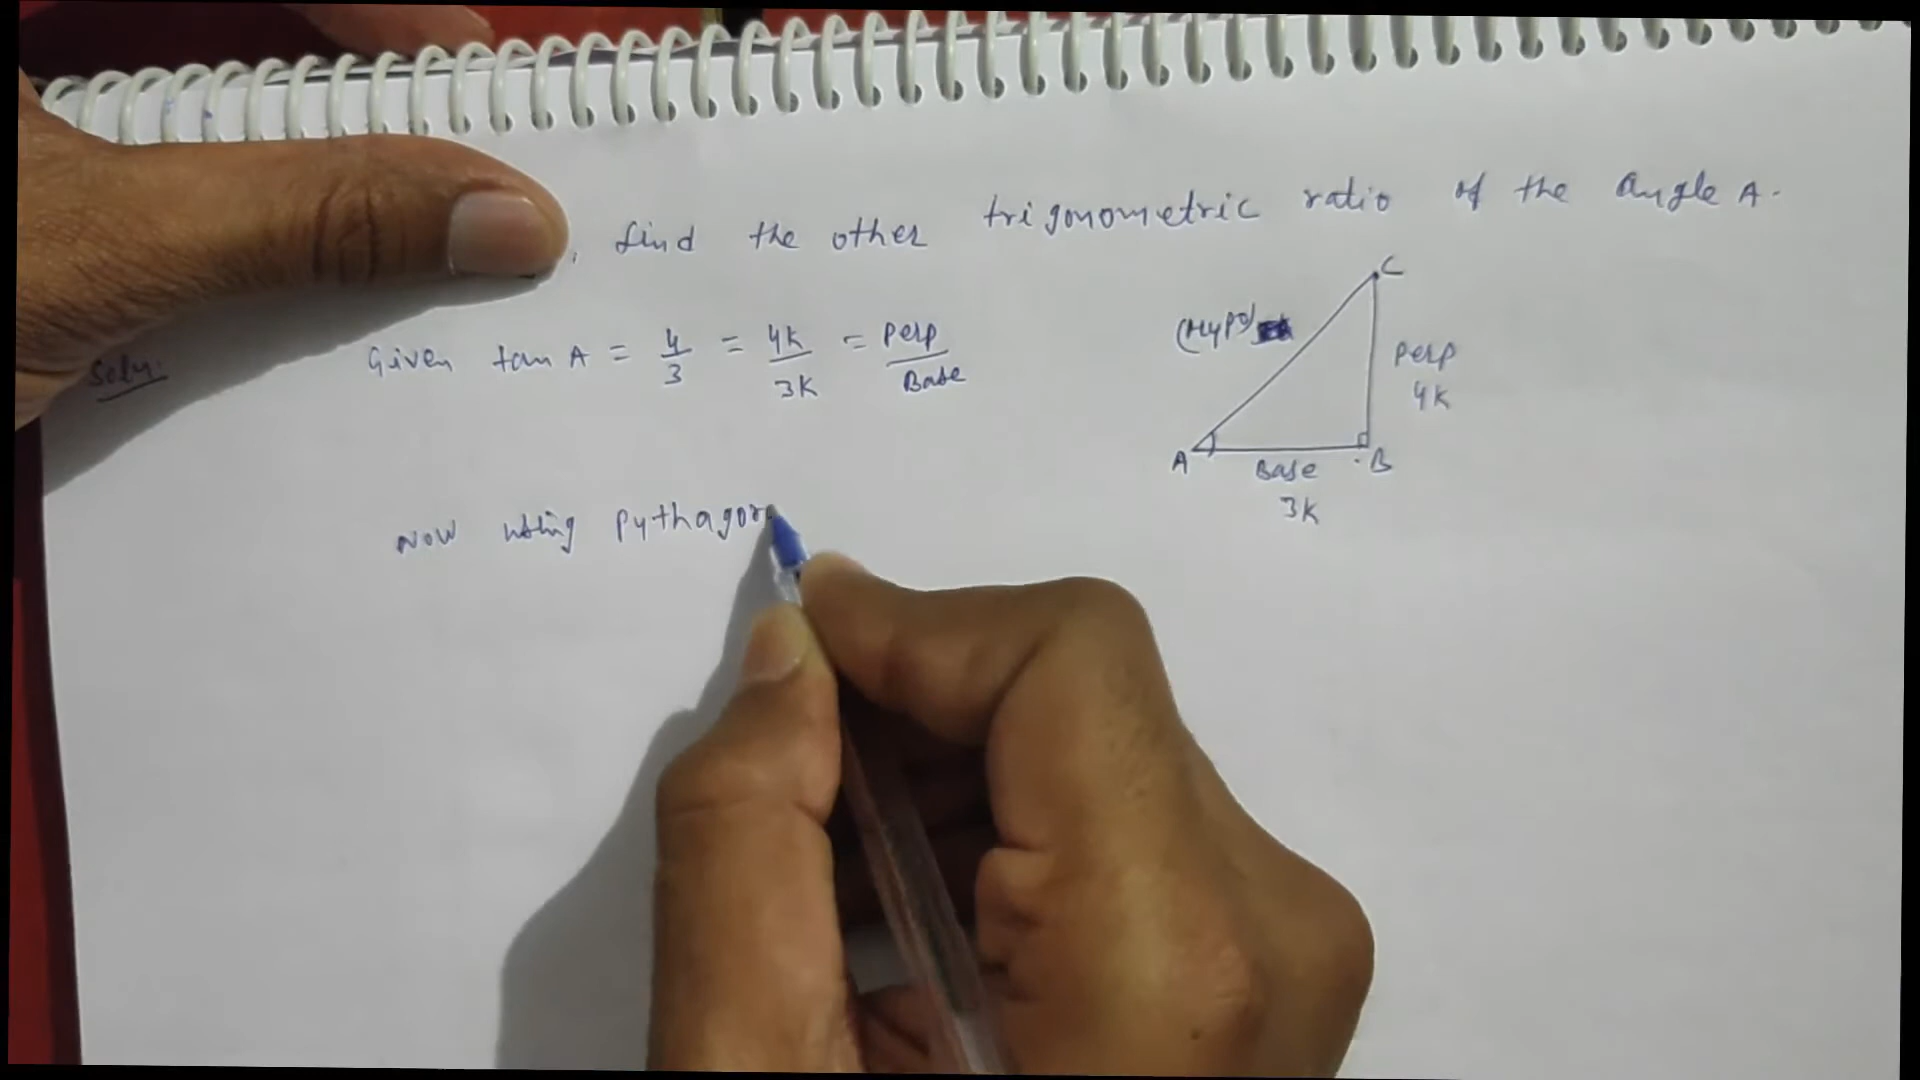 , find the other trigonometric ratio of the angle A.
Soln.
Given tan A = 4/3 = 4k/3k = Perp/Base
(Hypo)
C
Perp
4k
A
Base
B
3k
Now using Pythagor